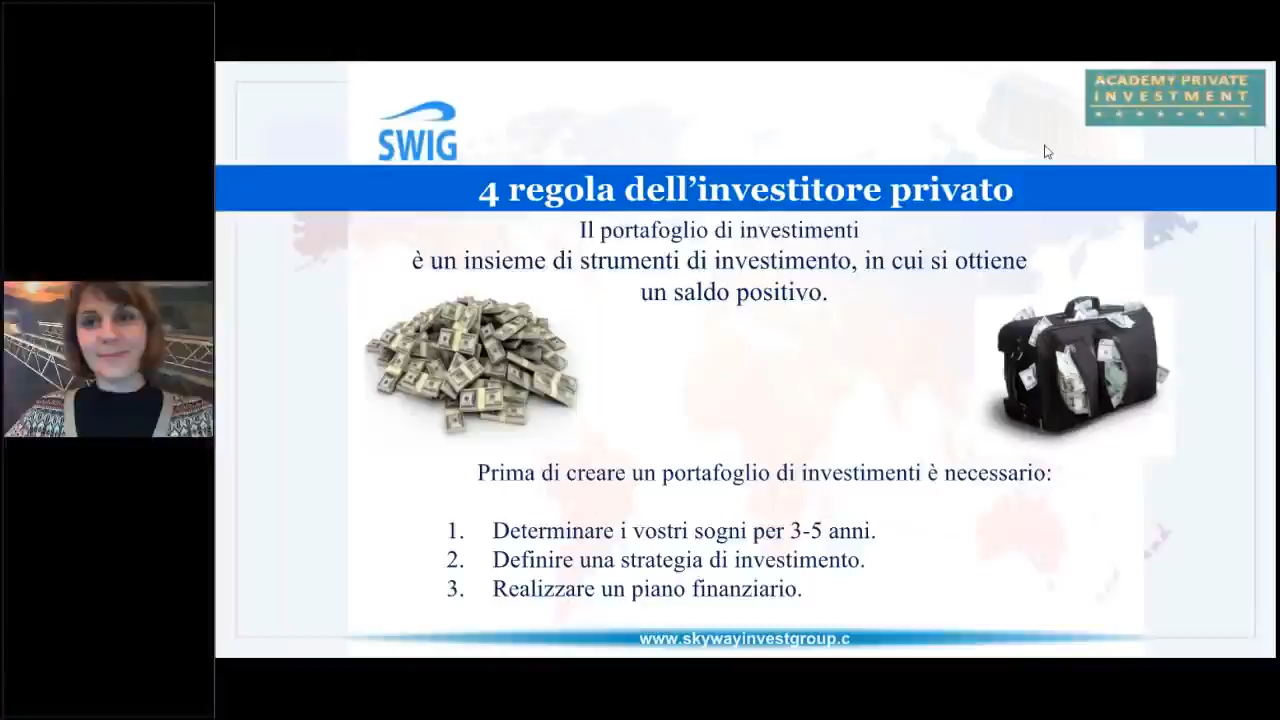 ACADEMY PRIVATE
INVESTMENT
SWIG
4 regola dell’investitore privato
Il portafoglio di investimenti
è un insieme di strumenti di investimento, in cui si ottiene
un saldo positivo.
Prima di creare un portafoglio di investimenti è necessario:
1. Determinare i vostri sogni per 3-5 anni.
2. Definire una strategia di investimento.
3. Realizzare un piano finanziario.
www.skywayinvestgroup.c